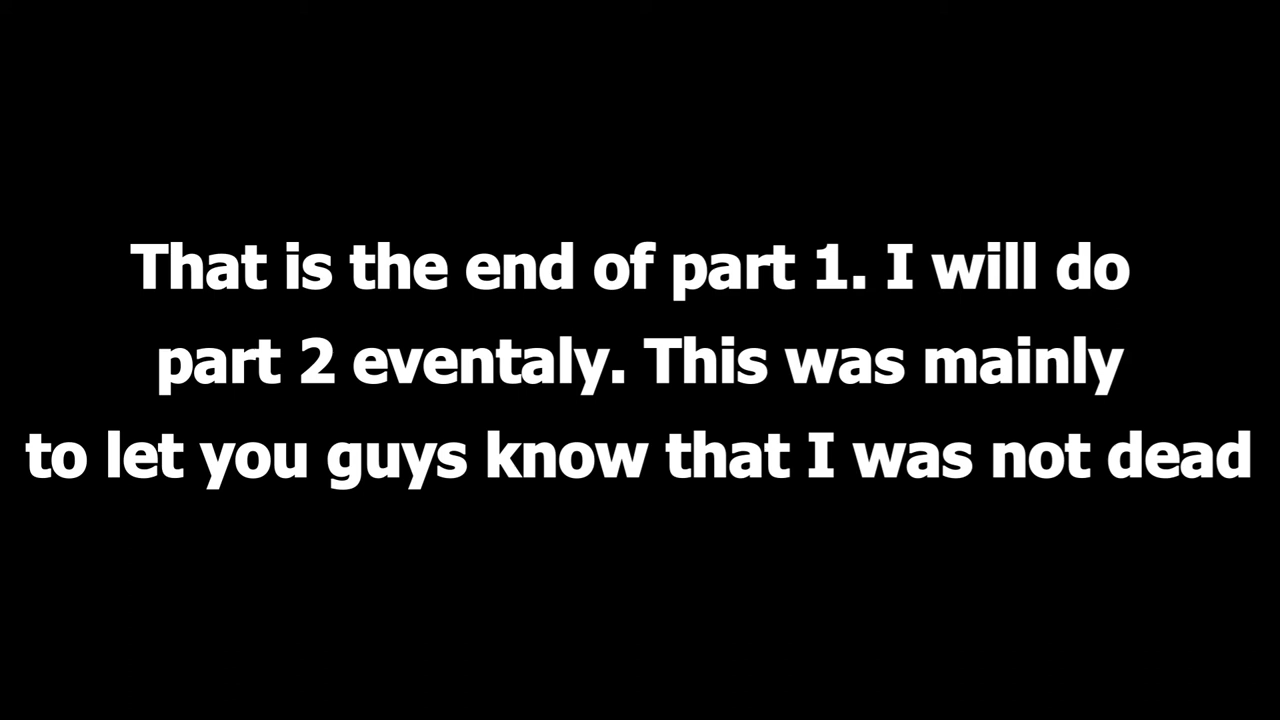 That is the end of part 1. I will do
part 2 eventaly. This was mainly
to let you guys know that I was not dead